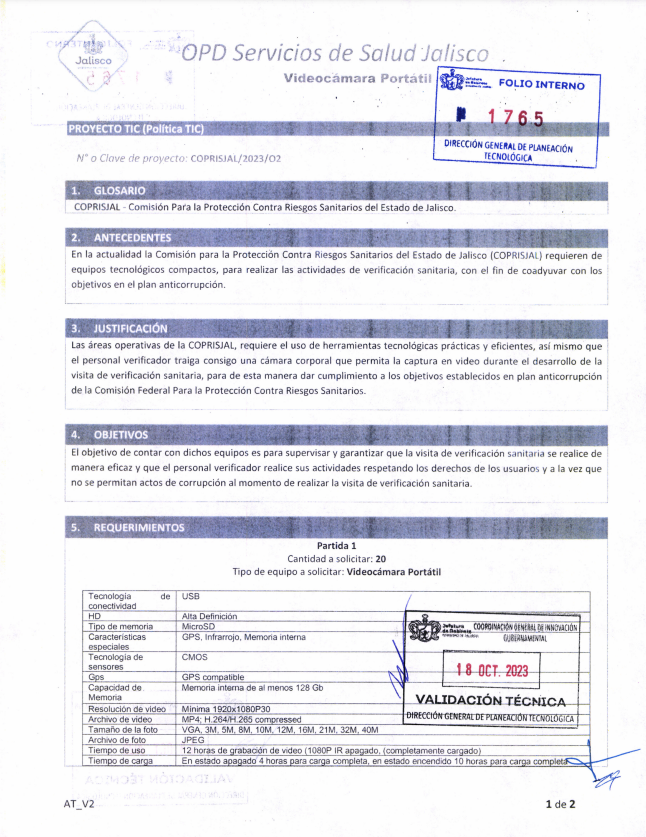 Jalisco
OPD Servicios de Salud Jalisco
Videocámara Portátil
Jefatura de Gabinete
FOLIO INTERNO
1765
DIRECCIÓN GENERAL DE PLANEACIÓN
TECNOLÓGICA
PROYECTO TIC (Política TIC)
N° o Clave de proyecto: COPRISJAL/2023/O2
1. GLOSARIO
COPRISJAL - Comisión Para la Protección Contra Riesgos Sanitarios del Estado de Jalisco.
2. ANTECEDENTES
En la actualidad la Comisión para la Protección Contra Riesgos Sanitarios del Estado de Jalisco (COPRISJAL) requieren de
equipos tecnológicos compactos, para realizar las actividades de verificación sanitaria, con el fin de coadyuvar con los
objetivos en el plan anticorrupción.
3. JUSTIFICACIÓN
Las áreas operativas de la COPRISJAL, requiere el uso de herramientas tecnológicas prácticas y eficientes, así mismo que
el personal verificador traiga consigo una cámara corporal que permita la captura en video durante el desarrollo de la
visita de verificación sanitaria, para de esta manera dar cumplimiento a los objetivos establecidos en plan anticorrupción
de la Comisión Federal Para la Protección Contra Riesgos Sanitarios.
4. OBJETIVOS
El objetivo de contar con dichos equipos es para supervisar y garantizar que la visita de verificación sanitaria se realice de
manera eficaz y que el personal verificador realice sus actividades respetando los derechos de los usuarios y a la vez que
no se permitan actos de corrupción al momento de realizar la visita de verificación sanitaria.
5. REQUERIMIENTOS
Partida 1
Cantidad a solicitar: 20
Tipo de equipo a solicitar: Videocámara Portátil
Tecnología de conectividad USB
HD Alta Definición
Tipo de memoria MicroSD
Características especiales GPS, Infrarrojo, Memoria interna
Tecnología de sensores CMOS
Gps GPS compatible
Capacidad de Memoria Memoria interna de al menos 128 Gb
Resolución de video Mínima 1920x1080P30
Archivo de video MP4; H.264/H.265 compressed
Tamaño de la foto VGA, 3M, 5M, 8M, 10M, 12M, 16M, 21M, 32M, 40M
Archivo de foto JPEG
Tiempo de uso 12 horas de grabación de video (1080P IR apagado, (completamente cargado)
Tiempo de carga En estado apagado 4 horas para carga completa, en estado encendido 10 horas para carga completa
Jefatura de Gabinete
COORDINACIÓN GENERAL DE INNOVACIÓN
GUBERNAMENTAL
18 OCT. 2023
VALIDACIÓN TÉCNICA
DIRECCIÓN GENERAL DE PLANEACIÓN TECNOLÓGICA
AT_V2
1 de 2